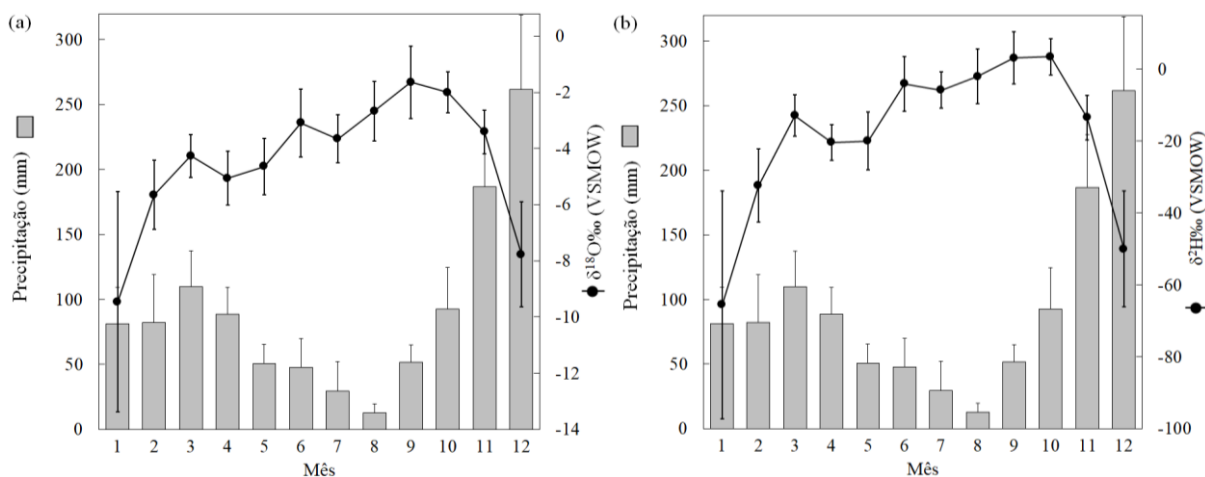 (a)
Precipitação (mm)
300
250
200
150
100
50
0
0
-2
-4
-6
-8
-10
-12
-14
δ¹⁸O‰ (VSMOW)
1 2 3 4 5 6 7 8 9 10 11 12
Mês
(b)
Precipitação (mm)
300
250
200
150
100
50
0
0
-20
-40
-60
-80
-100
δ²H‰ (VSMOW)
1 2 3 4 5 6 7 8 9 10 11 12
Mês